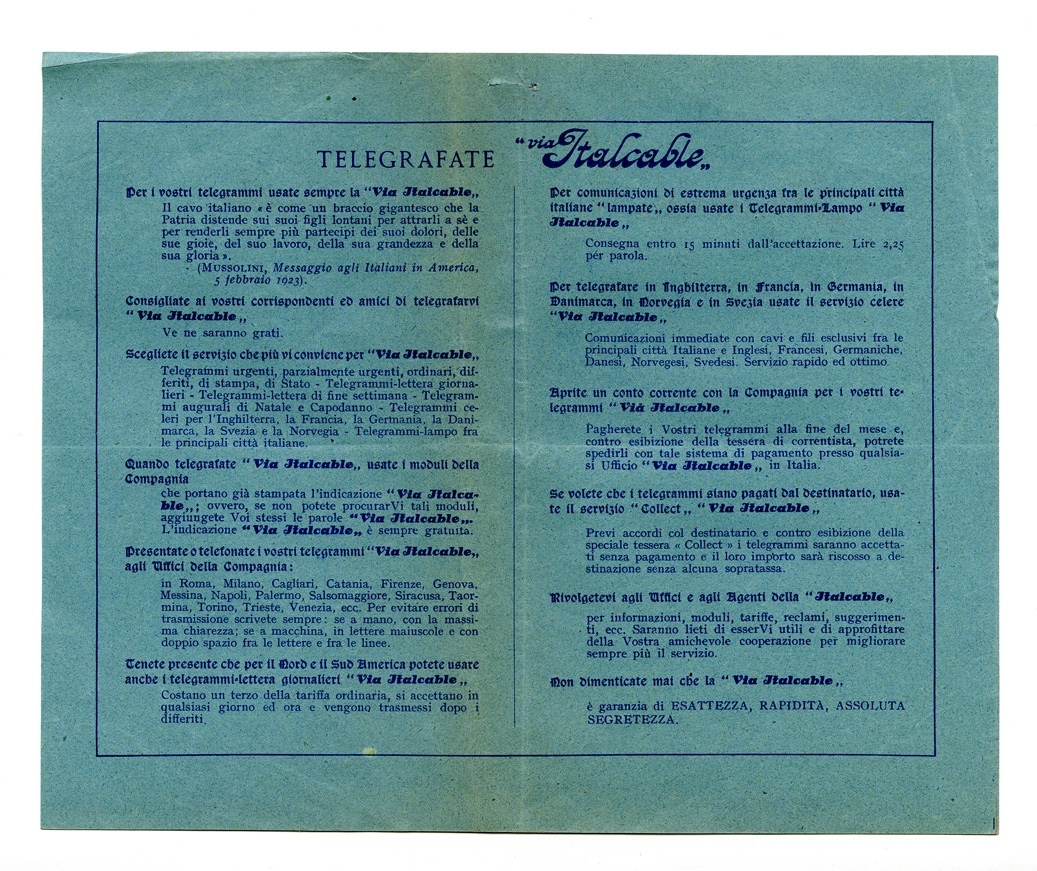 TELEGRAFATE “via Italcable„
Per i vostri telegrammi usate sempre la “Via Italcable„
Il cavo italiano « è come un braccio gigantesco che la
Patria distende sui suoi figli lontani per attrarli a sè e
per renderli sempre più partecipi dei suoi dolori, delle
sue gioie, del suo lavoro, della sua grandezza e della
sua gloria ».
(MUSSOLINI, Messaggio agli Italiani in America,
5 febbraio 1923).
Consigliate ai vostri corrispondenti ed amici di telegrafarvi
“Via Italcable„
Ve ne saranno grati.
Scegliete il servizio che più vi conviene per “Via Italcable„
Telegrammi urgenti, parzialmente urgenti, ordinari, dif-
feriti, di stampa, di Stato - Telegrammi-lettera giorna-
lieri - Telegrammi-lettera di fine settimana - Telegram-
mi augurali di Natale e Capodanno - Telegrammi ce-
leri per l'Inghilterra, la Francia, la Germania, la Dani-
marca, la Svezia e la Norvegia - Telegrammi-lampo fra
le principali città italiane.
Quando telegrafate “Via Italcable„ usate i moduli della
Compagnia
che portano già stampata l'indicazione “Via Italca-
ble„; ovvero, se non potete procurarVi tali moduli,
aggiungete Voi stessi le parole “Via Italcable„.
L'indicazione “Via Italcable„ è sempre gratuita.
Presentate o telefonate i vostri telegrammi “Via Italcable„
agli Uffici della Compagnia:
in Roma, Milano, Cagliari, Catania, Firenze, Genova,
Messina, Napoli, Palermo, Salsomaggiore, Siracusa, Taor-
mina, Torino, Trieste, Venezia, ecc. Per evitare errori di
trasmissione scrivete sempre: se a mano, con la massi-
ma chiarezza; se a macchina, in lettere maiuscole e con
doppio spazio fra le lettere e fra le linee.
Tenete presente che per il Nord e il Sud America potete usare
anche i telegrammi-lettera giornalieri “Via Italcable„
Costano un terzo della tariffa ordinaria, si accettano in
qualsiasi giorno ed ora e vengono trasmessi dopo i
differiti.
Per comunicazioni di estrema urgenza fra le principali città
italiane “lampate„ ossia usate i Telegrammi-Lampo “Via
Italcable„
Consegna entro 15 minuti dall'accettazione. Lire 2,25
per parola.
Per telegrafare in Inghilterra, in Francia, in Germania, in
Danimarca, in Norvegia e in Svezia usate il servizio celere
“Via Italcable„
Comunicazioni immediate con cavi e fili esclusivi fra le
principali città Italiane e Inglesi, Francesi, Germaniche,
Danesi, Norvegesi, Svedesi. Servizio rapido ed ottimo.
Aprite un conto corrente con la Compagnia per i vostri te-
legrammi “Via Italcable„
Pagherete i Vostri telegrammi alla fine del mese e,
contro esibizione della tessera di correntista, potrete
spedirli con tale sistema di pagamento presso qualsia-
si Ufficio “Via Italcable„ in Italia.
Se volete che i telegrammi siano pagati dal destinatario, usa-
te il servizio “Collect„ “Via Italcable„
Previ accordi col destinatario e contro esibizione della
speciale tessera « Collect » i telegrammi saranno accetta-
ti senza pagamento e il loro importo sarà riscosso a de-
stinazione senza alcuna sopratassa.
Rivolgetevi agli Uffici e agli Agenti della “Italcable„
per informazioni, moduli, tariffe, reclami, suggerimen-
ti, ecc. Saranno lieti di esserVi utili e di approfittare
della Vostra amichevole cooperazione per migliorare
sempre più il servizio.
Non dimenticate mai che la “Via Italcable„
è garanzia di ESATTEZZA, RAPIDITÀ, ASSOLUTA
SEGRETEZZA.